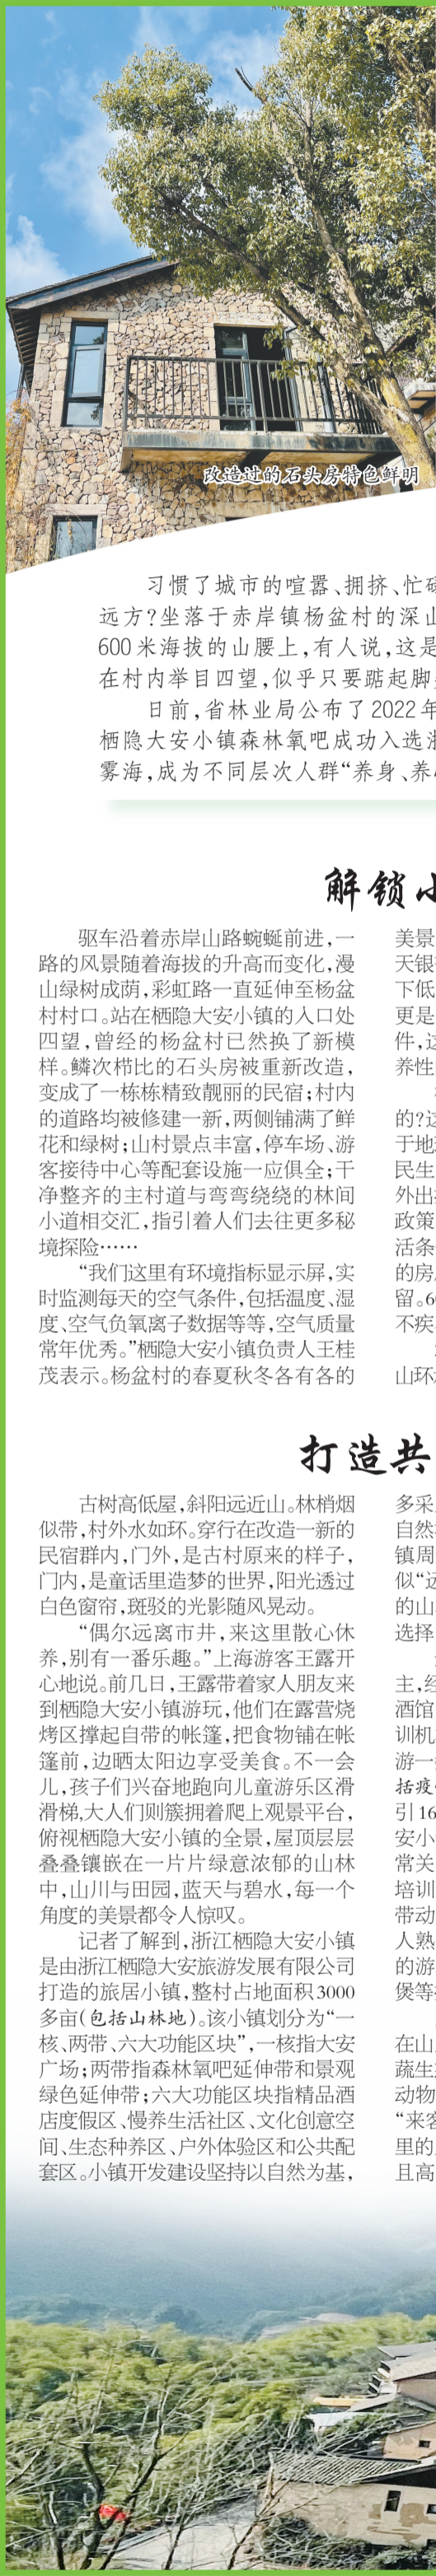 改造过的石头房特色鲜明
习惯了城市的喧嚣、拥挤、忙碌
远方?坐落于赤岸镇杨盆村的深山
600米海拔的山腰上,有人说,这是
在村内举目四望,似乎只要踮起脚
日前,省林业局公布了2022年
栖隐大安小镇森林氧吧成功入选浙
雾海,成为不同层次人群“养身、养
解锁小
驱车沿着赤岸山路蜿蜒前进,一
路的风景随着海拔的升高而变化,漫
山绿树成荫,彩虹路一直延伸至杨盆
村村口。站在栖隐大安小镇的入口处
四望,曾经的杨盆村已然换了新模
样。鳞次栉比的石头房被重新改造,
变成了一栋栋精致靓丽的民宿;村内
的道路均被修建一新,两侧铺满了鲜
花和绿树;山村景点丰富,停车场、游
客接待中心等配套设施一应俱全;干
净整齐的主村道与弯弯绕绕的林间
小道相交汇,指引着人们去往更多秘
境探险……
“我们这里有环境指标显示屏,实
时监测每天的空气条件,包括温度、湿
度、空气负氧离子数据等等,空气质量
常年优秀。”栖隐大安小镇负责人王桂
茂表示。杨盆村的春夏秋冬各有各的
美景
天银
下低
更是
件,这
养性
的?这
于地
民生
外出
政策
活条
的房
留。6
不疾
山环
打造共
古树高低屋,斜阳远近山。林梢烟
似带,村外水如环。穿行在改造一新的
民宿群内,门外,是古村原来的样子,
门内,是童话里造梦的世界,阳光透过
白色窗帘,斑驳的光影随风晃动。
“偶尔远离市井,来这里散心休
养,别有一番乐趣。”上海游客王露开
心地说。前几日,王露带着家人朋友来
到栖隐大安小镇游玩,他们在露营烧
烤区撑起自带的帐篷,把食物铺在帐
篷前,边晒太阳边享受美食。不一会
儿,孩子们兴奋地跑向儿童游乐区滑
滑梯,大人们则簇拥着爬上观景平台,
俯视栖隐大安小镇的全景,屋顶层层
叠叠镶嵌在一片片绿意浓郁的山林
中,山川与田园,蓝天与碧水,每一个
角度的美景都令人惊叹。
记者了解到,浙江栖隐大安小镇
是由浙江栖隐大安旅游发展有限公司
打造的旅居小镇,整村占地面积3000
多亩(包括山林地)。该小镇划分为“一
核、两带、六大功能区块”,一核指大安
广场;两带指森林氧吧延伸带和景观
绿色延伸带;六大功能区块指精品酒
店度假区、慢养生活社区、文化创意空
间、生态种养区、户外体验区和公共配
套区。小镇开发建设坚持以自然为基,
多采
自然
镇周
似“远
的山
选择
主,经
酒馆
训机
游一
括疫
引16
安小
常关
培训
带动
人熟
的游
煲等
在山
蔬生
动物
“来客
里的
且高